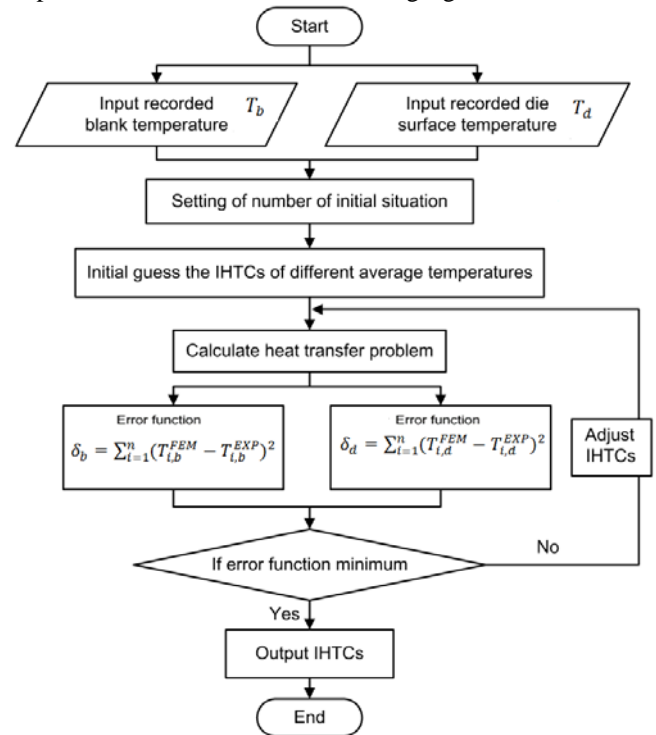 Start
Input recorded
blank temperature
T_b
Input recorded die
surface temperature
T_d
Setting of number of initial situation
Initial guess the IHTCs of different average temperatures
Calculate heat transfer problem
Error function
δ_b = ∑_{i=1}^{n}(T_{i,b}^{FEM} − T_{i,b}^{EXP})^2
Error function
δ_d = ∑_{i=1}^{n}(T_{i,d}^{FEM} − T_{i,d}^{EXP})^2
Adjust
IHTCs
If error function minimum
No
Yes
Output IHTCs
End